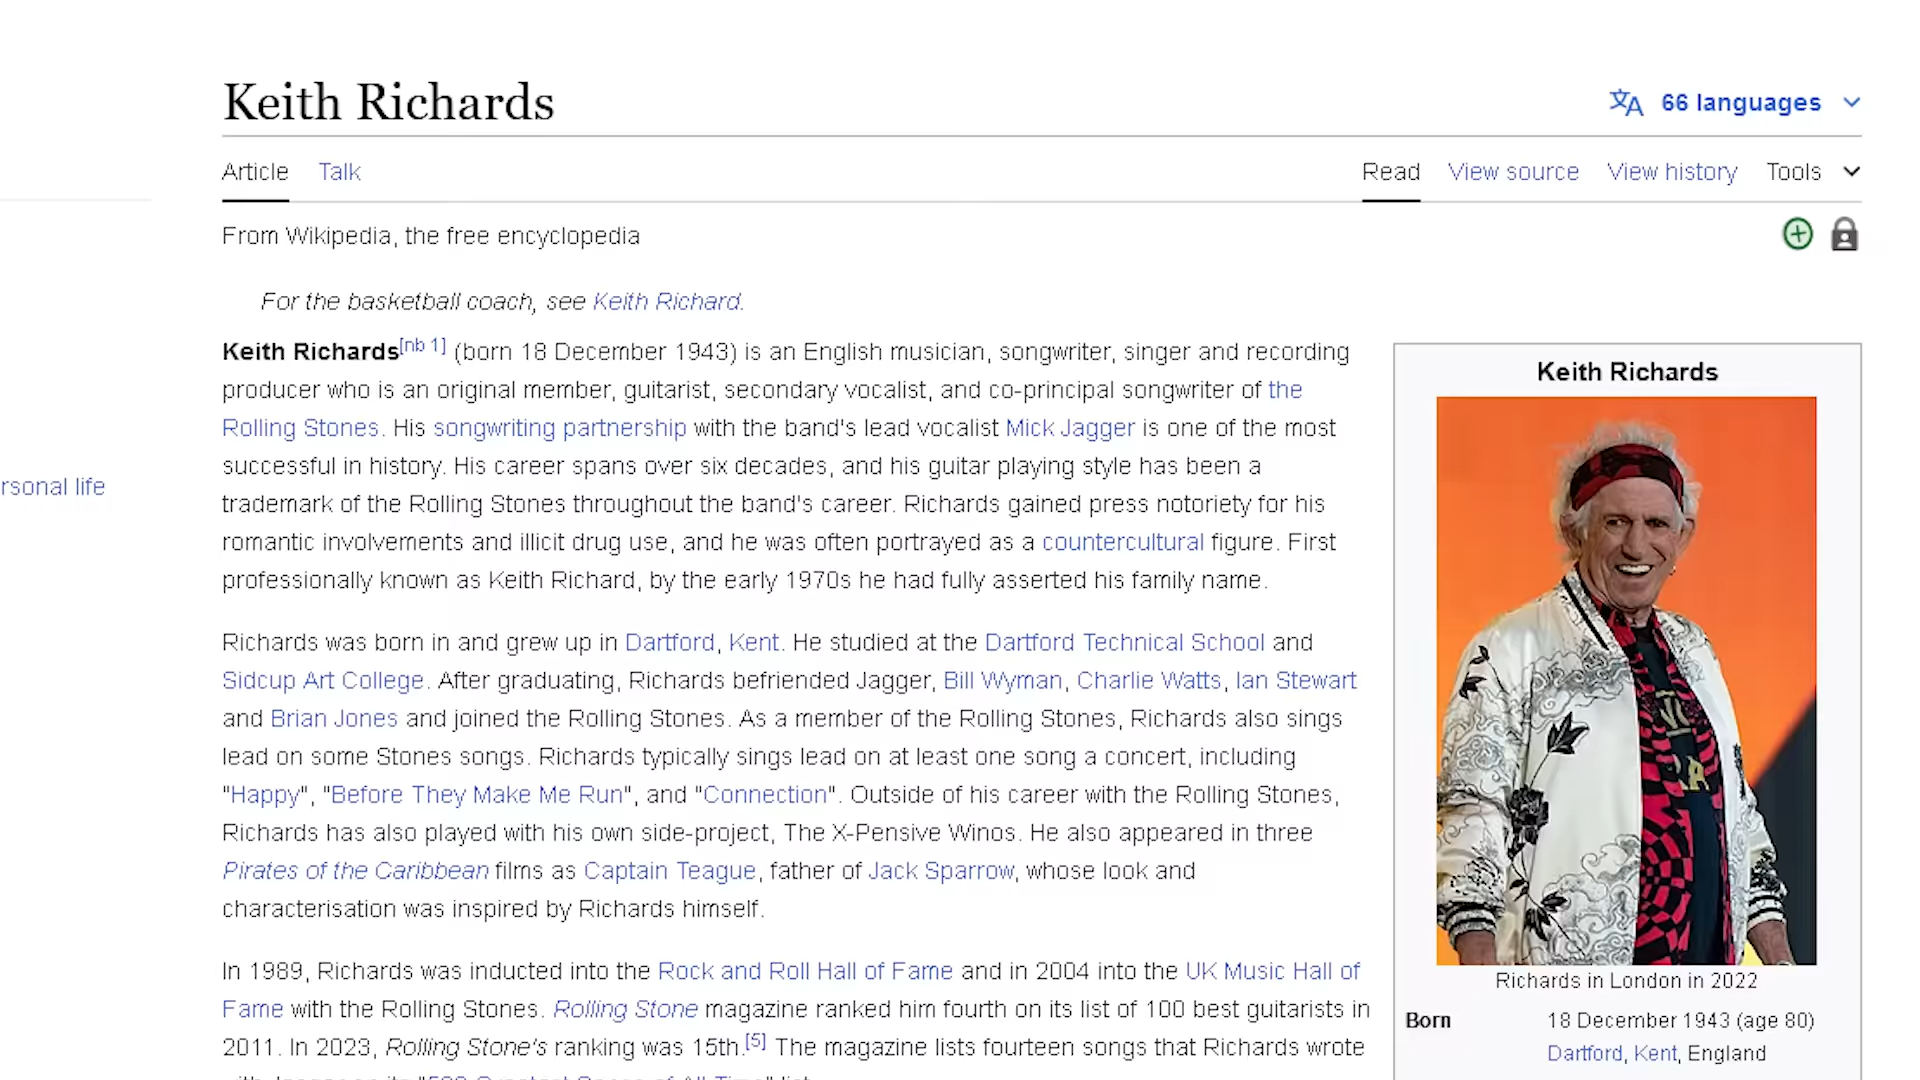 Keith Richards
66 languages
Article Talk
Read View source View history Tools
From Wikipedia, the free encyclopedia
For the basketball coach, see Keith Richard.
rsonal life
Keith Richards[nb 1] (born 18 December 1943) is an English musician, songwriter, singer and recording
producer who is an original member, guitarist, secondary vocalist, and co-principal songwriter of the
Rolling Stones. His songwriting partnership with the band's lead vocalist Mick Jagger is one of the most
successful in history. His career spans over six decades, and his guitar playing style has been a
trademark of the Rolling Stones throughout the band's career. Richards gained press notoriety for his
romantic involvements and illicit drug use, and he was often portrayed as a countercultural figure. First
professionally known as Keith Richard, by the early 1970s he had fully asserted his family name.
Richards was born in and grew up in Dartford, Kent. He studied at the Dartford Technical School and
Sidcup Art College. After graduating, Richards befriended Jagger, Bill Wyman, Charlie Watts, Ian Stewart
and Brian Jones and joined the Rolling Stones. As a member of the Rolling Stones, Richards also sings
lead on some Stones songs. Richards typically sings lead on at least one song a concert, including
"Happy", "Before They Make Me Run", and "Connection". Outside of his career with the Rolling Stones,
Richards has also played with his own side-project, The X-Pensive Winos. He also appeared in three
Pirates of the Caribbean films as Captain Teague, father of Jack Sparrow, whose look and
characterisation was inspired by Richards himself.
In 1989, Richards was inducted into the Rock and Roll Hall of Fame and in 2004 into the UK Music Hall of
Fame with the Rolling Stones. Rolling Stone magazine ranked him fourth on its list of 100 best guitarists in
2011. In 2023, Rolling Stone's ranking was 15th.[5] The magazine lists fourteen songs that Richards wrote
Keith Richards
Richards in London in 2022
Born 18 December 1943 (age 80)
Dartford, Kent, England